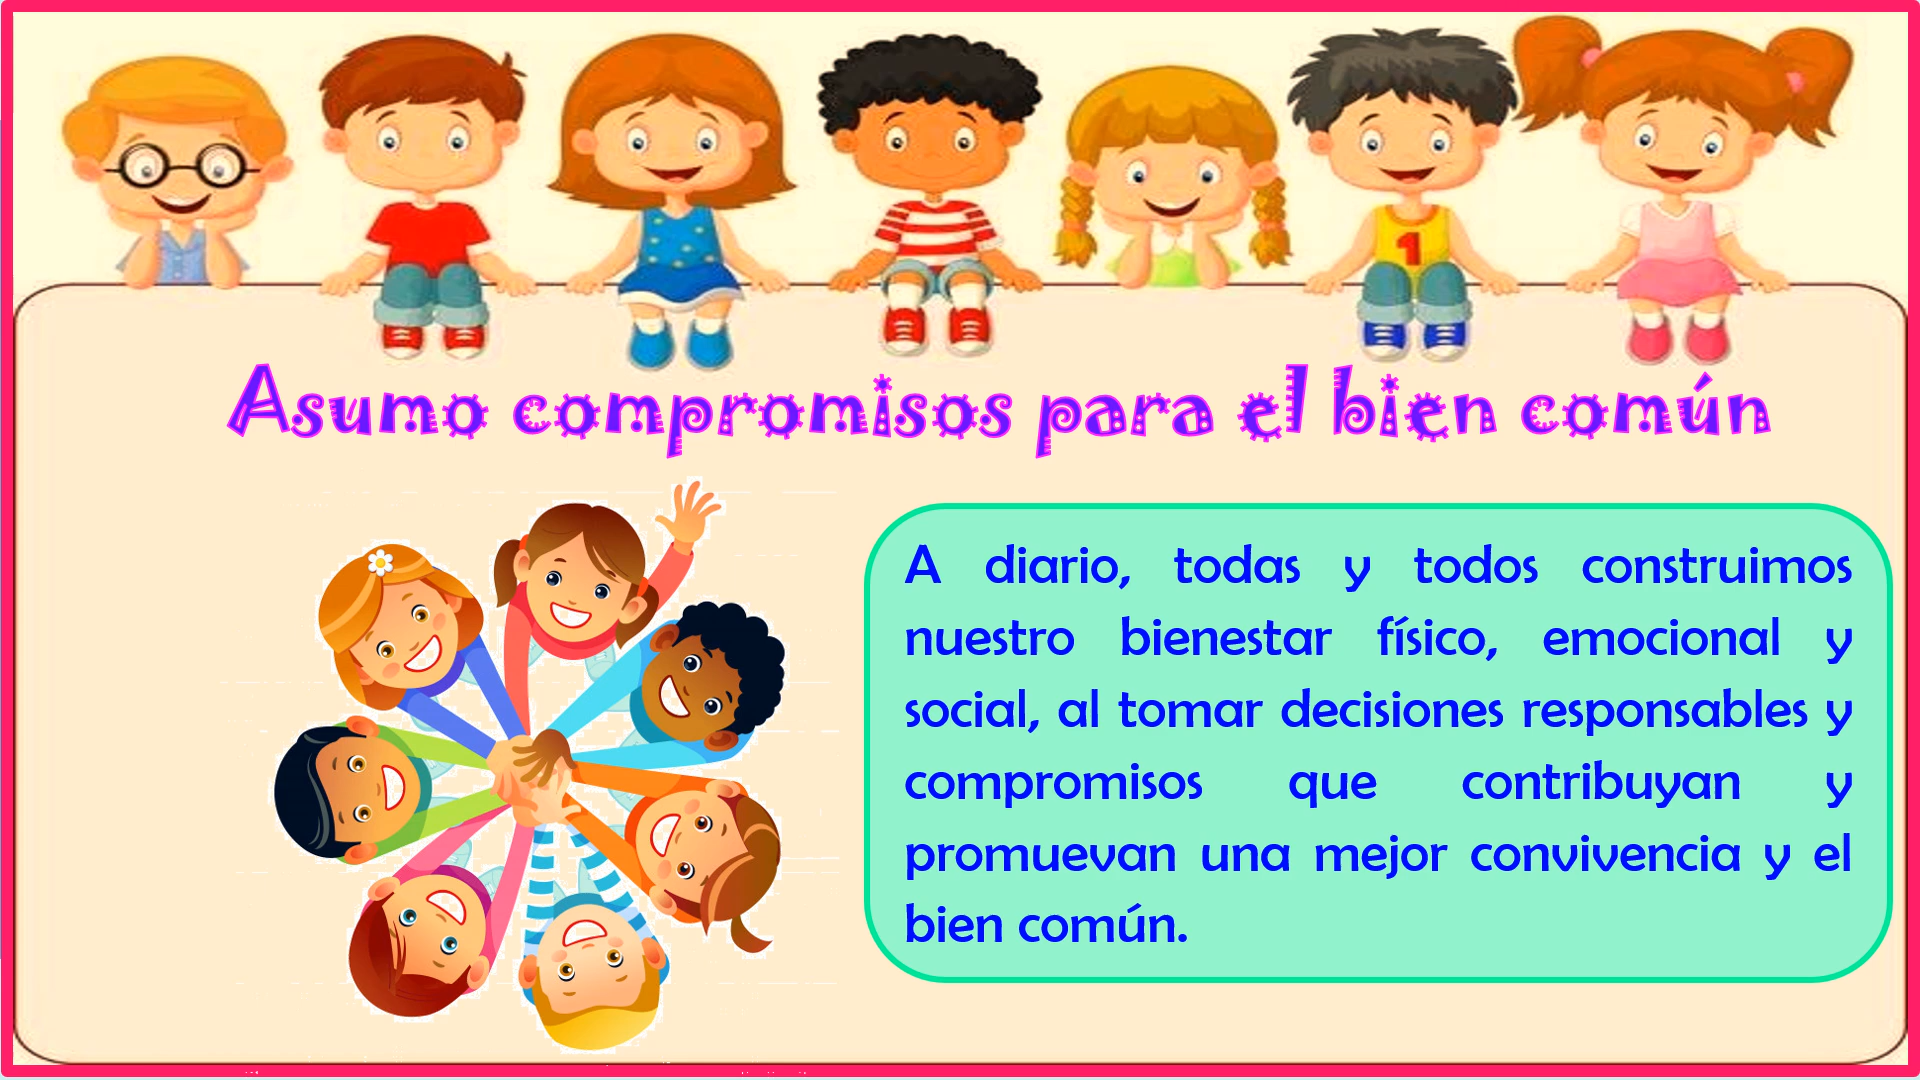 1
Asumo compromisos para el bien común
A diario, todas y todos construimos
nuestro bienestar físico, emocional y
social, al tomar decisiones responsables y
compromisos que contribuyan y
promuevan una mejor convivencia y el
bien común.